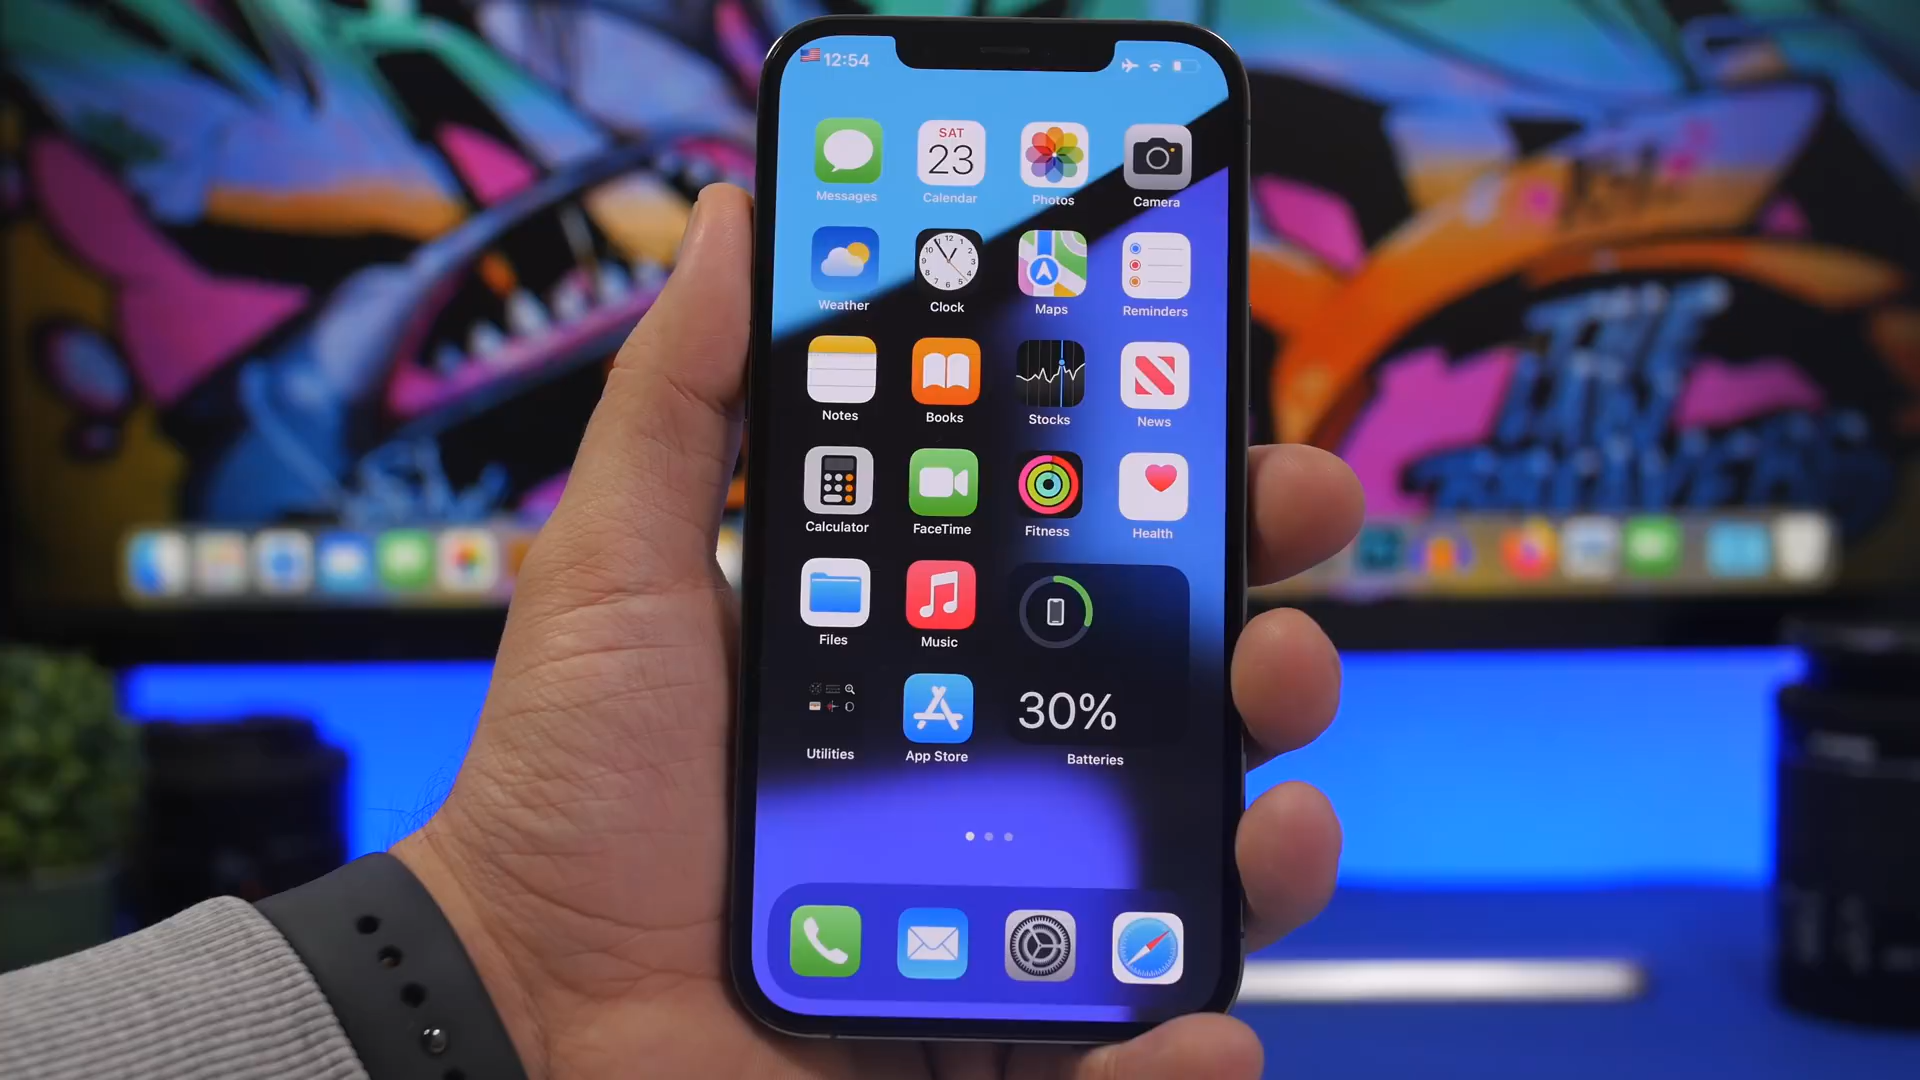 12:54
SAT
23
Messages
Calendar
Photos
Camera
Weather
Clock
Maps
Reminders
Notes
Books
Stocks
News
Calculator
FaceTime
Fitness
Health
Files
Music
30%
Utilities
App Store
Batteries